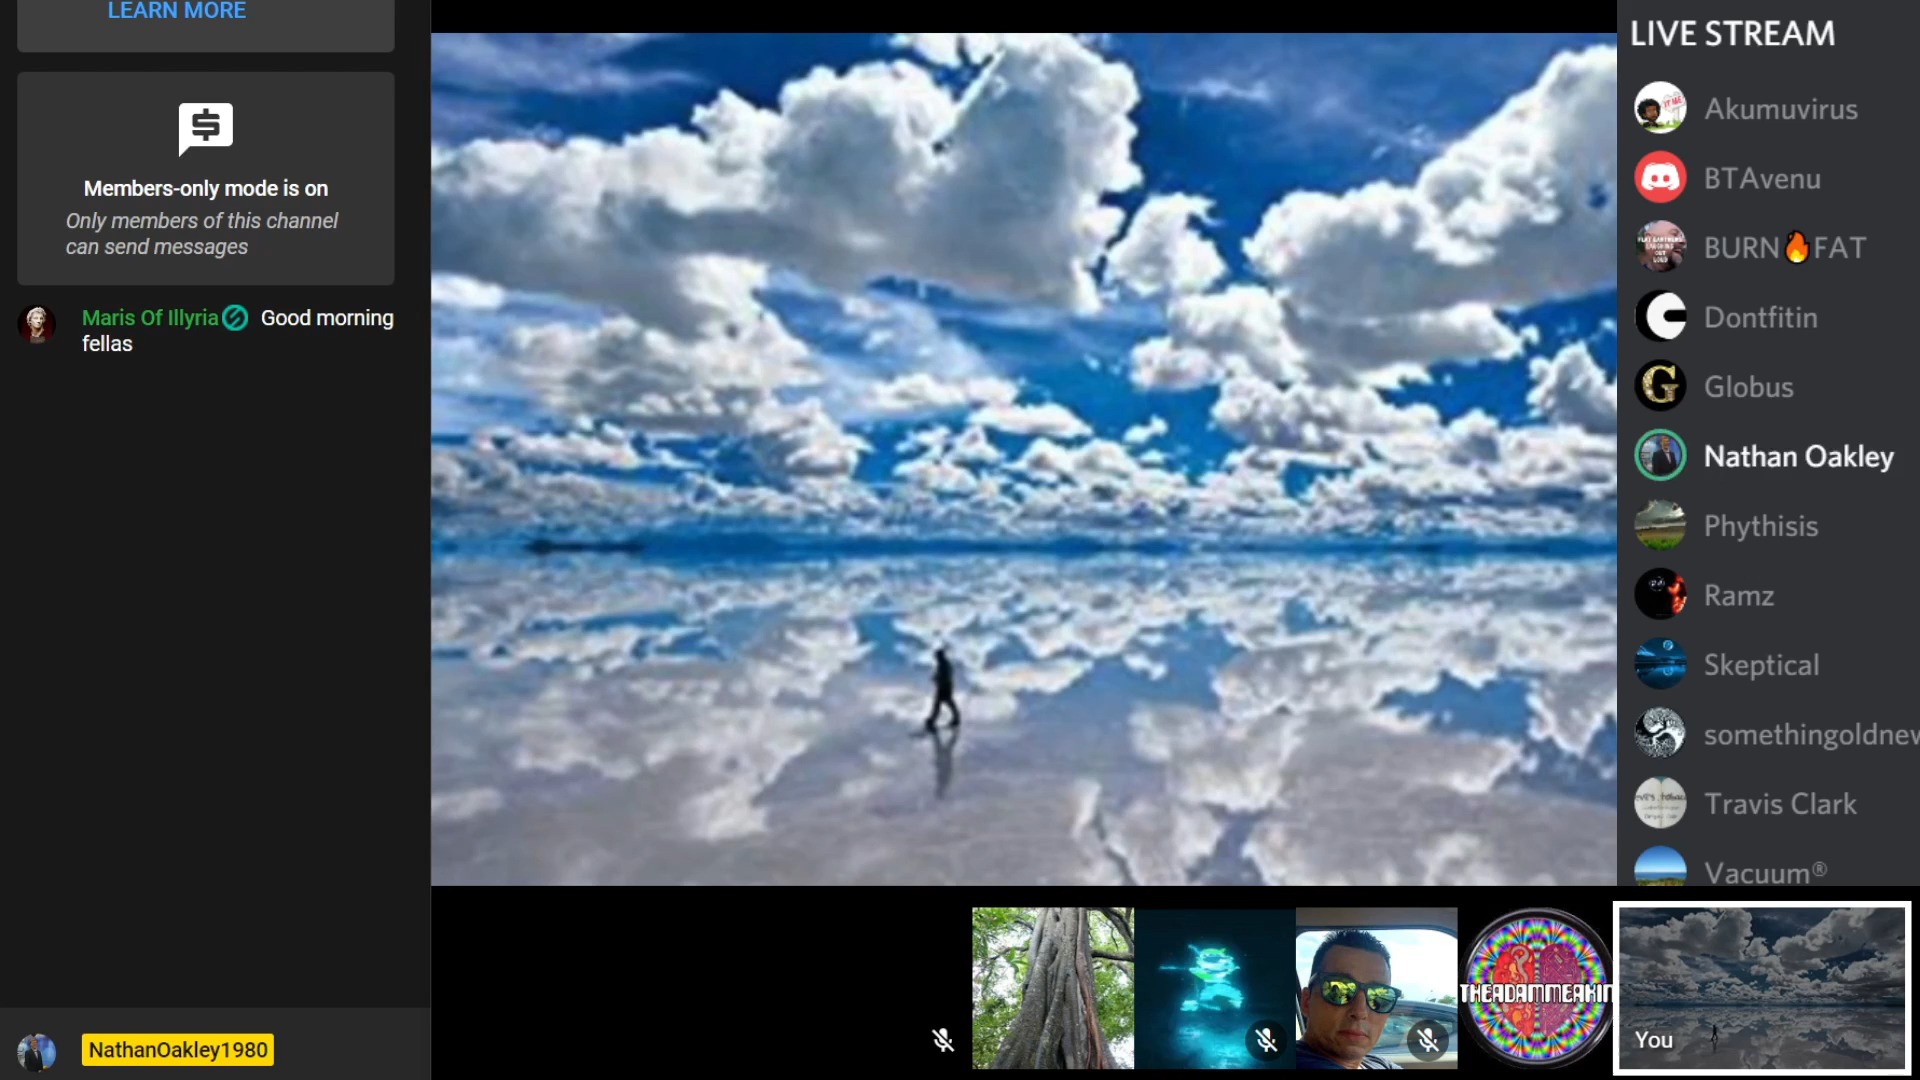 LEARN MORE
Members-only mode is on
Only members of this channel
can send messages
Maris Of Illyria Good morning
fellas
NathanOakley1980
LIVE STREAM
Akumuvirus
BTAvenu
BURN🔥FAT
Dontfitin
Globus
Nathan Oakley
Phythisis
Ramz
Skeptical
somethingoldnew
Travis Clark
Vacuum®
THEADAMMEAKIN
You